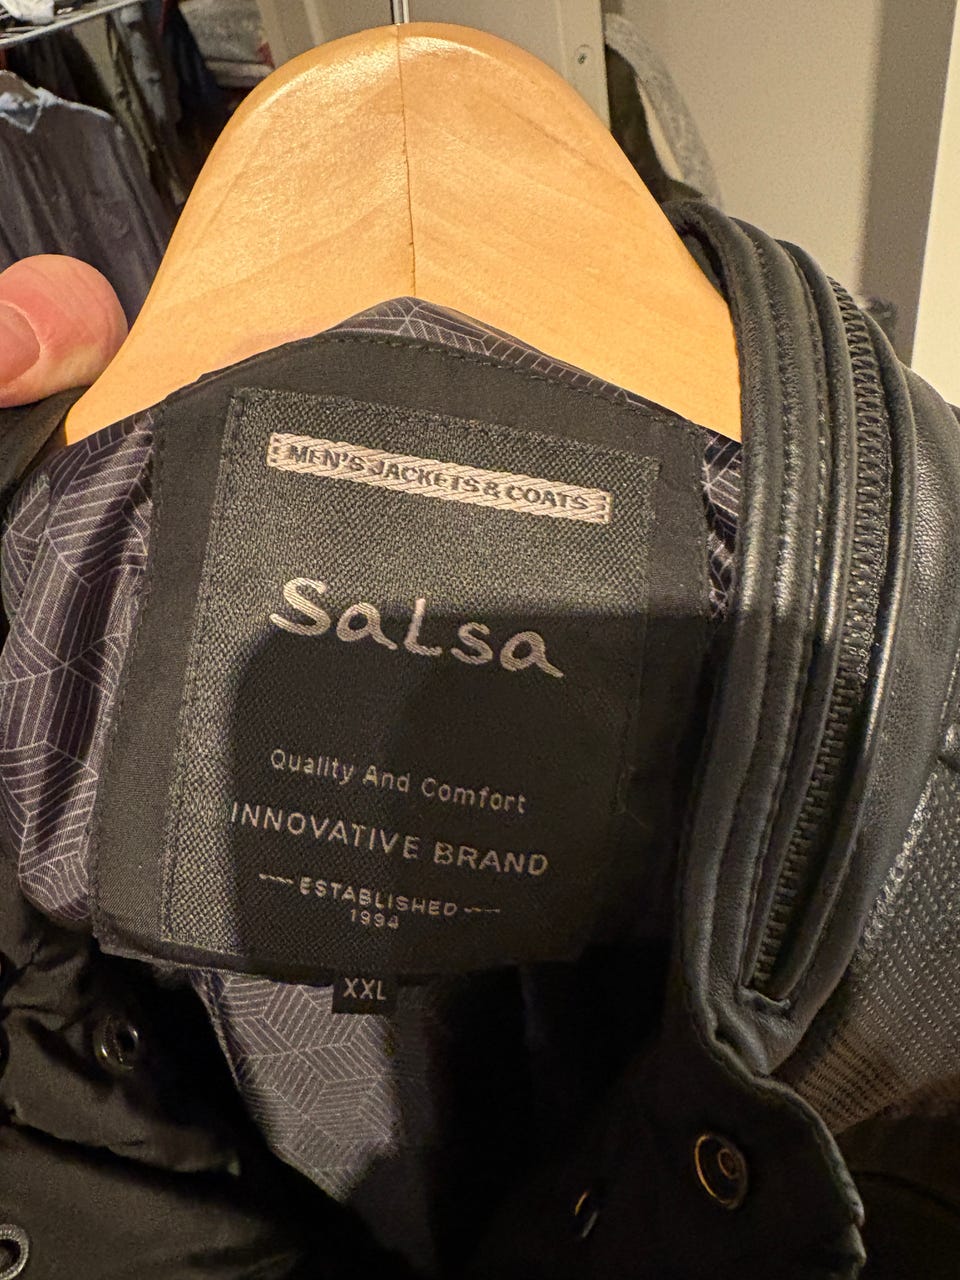 MEN'S JACKETS & COATS
SaLsa
Quality And Comfort
INNOVATIVE BRAND
ESTABLISHED
1994
XXL